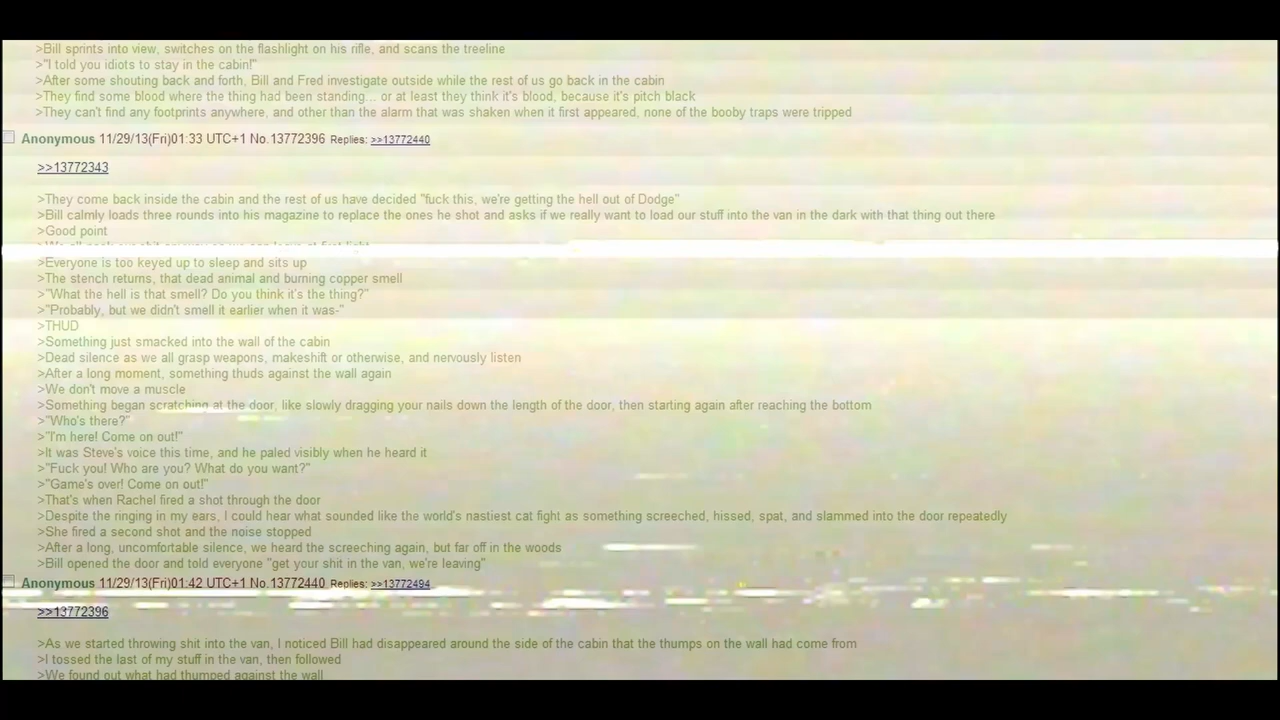 >Bill sprints into view, switches on the flashlight on his rifle, and scans the treeline
>"I told you idiots to stay in the cabin!"
>After some shouting back and forth, Bill and Fred investigate outside while the rest of us go back in the cabin
>They find some blood where the thing had been standing... or at least they think it's blood, because it's pitch black
>They can't find any footprints anywhere, and other than the alarm that was shaken when it first appeared, none of the booby traps were tripped
Anonymous 11/29/13(Fri)01:33 UTC+1 No.13772396 Replies: >>13772440
>>13772343
>They come back inside the cabin and the rest of us have decided "fuck this, we're getting the hell out of Dodge"
>Bill calmly loads three rounds into his magazine to replace the ones he shot and asks if we really want to load our stuff into the van in the dark with that thing out there
>Good point
>We all pack our shit anyway so we can leave at first light
>Everyone is too keyed up to sleep and sits up
>The stench returns, that dead animal and burning copper smell
>"What the hell is that smell? Do you think it's the thing?"
>"Probably, but we didn't smell it earlier when it was-"
>THUD
>Something just smacked into the wall of the cabin
>Dead silence as we all grasp weapons, makeshift or otherwise, and nervously listen
>After a long moment, something thuds against the wall again
>We don't move a muscle
>Something began scratching at the door, like slowly dragging your nails down the length of the door, then starting again after reaching the bottom
>"Who's there?"
>"I'm here! Come on out!"
>It was Steve's voice this time, and he paled visibly when he heard it
>"Fuck you! Who are you? What do you want?"
>"Game's over! Come on out!"
>That's when Rachel fired a shot through the door
>Despite the ringing in my ears, I could hear what sounded like the world's nastiest cat fight as something screeched, hissed, spat, and slammed into the door repeatedly
>She fired a second shot and the noise stopped
>After a long, uncomfortable silence, we heard the screeching again, but far off in the woods
>Bill opened the door and told everyone "get your shit in the van, we're leaving"
Anonymous 11/29/13(Fri)01:42 UTC+1 No.13772440 Replies: >>13772494
>>13772396
>As we started throwing shit into the van, I noticed Bill had disappeared around the side of the cabin that the thumps on the wall had come from
>I tossed the last of my stuff in the van, then followed
>We found out what had thumped against the wall